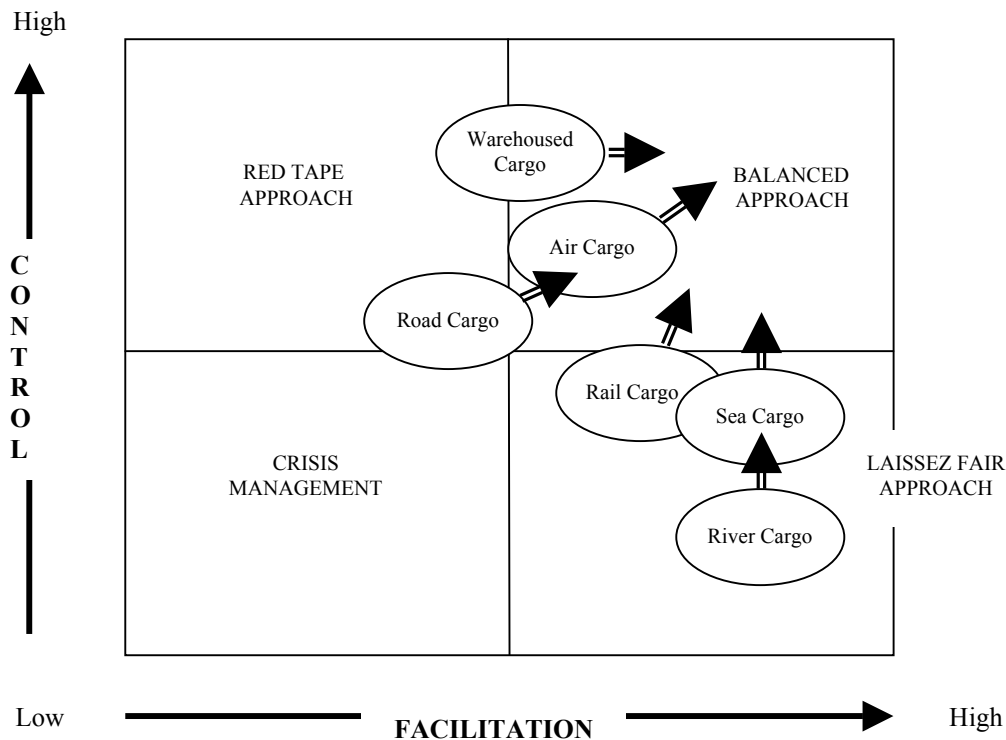 High
Warehoused
Cargo
RED TAPE
APPROACH
BALANCED
APPROACH
Air Cargo
Road Cargo
CONTROL
Rail Cargo
Sea Cargo
CRISIS
MANAGEMENT
LAISSEZ FAIR
APPROACH
River Cargo
Low
FACILITATION
High